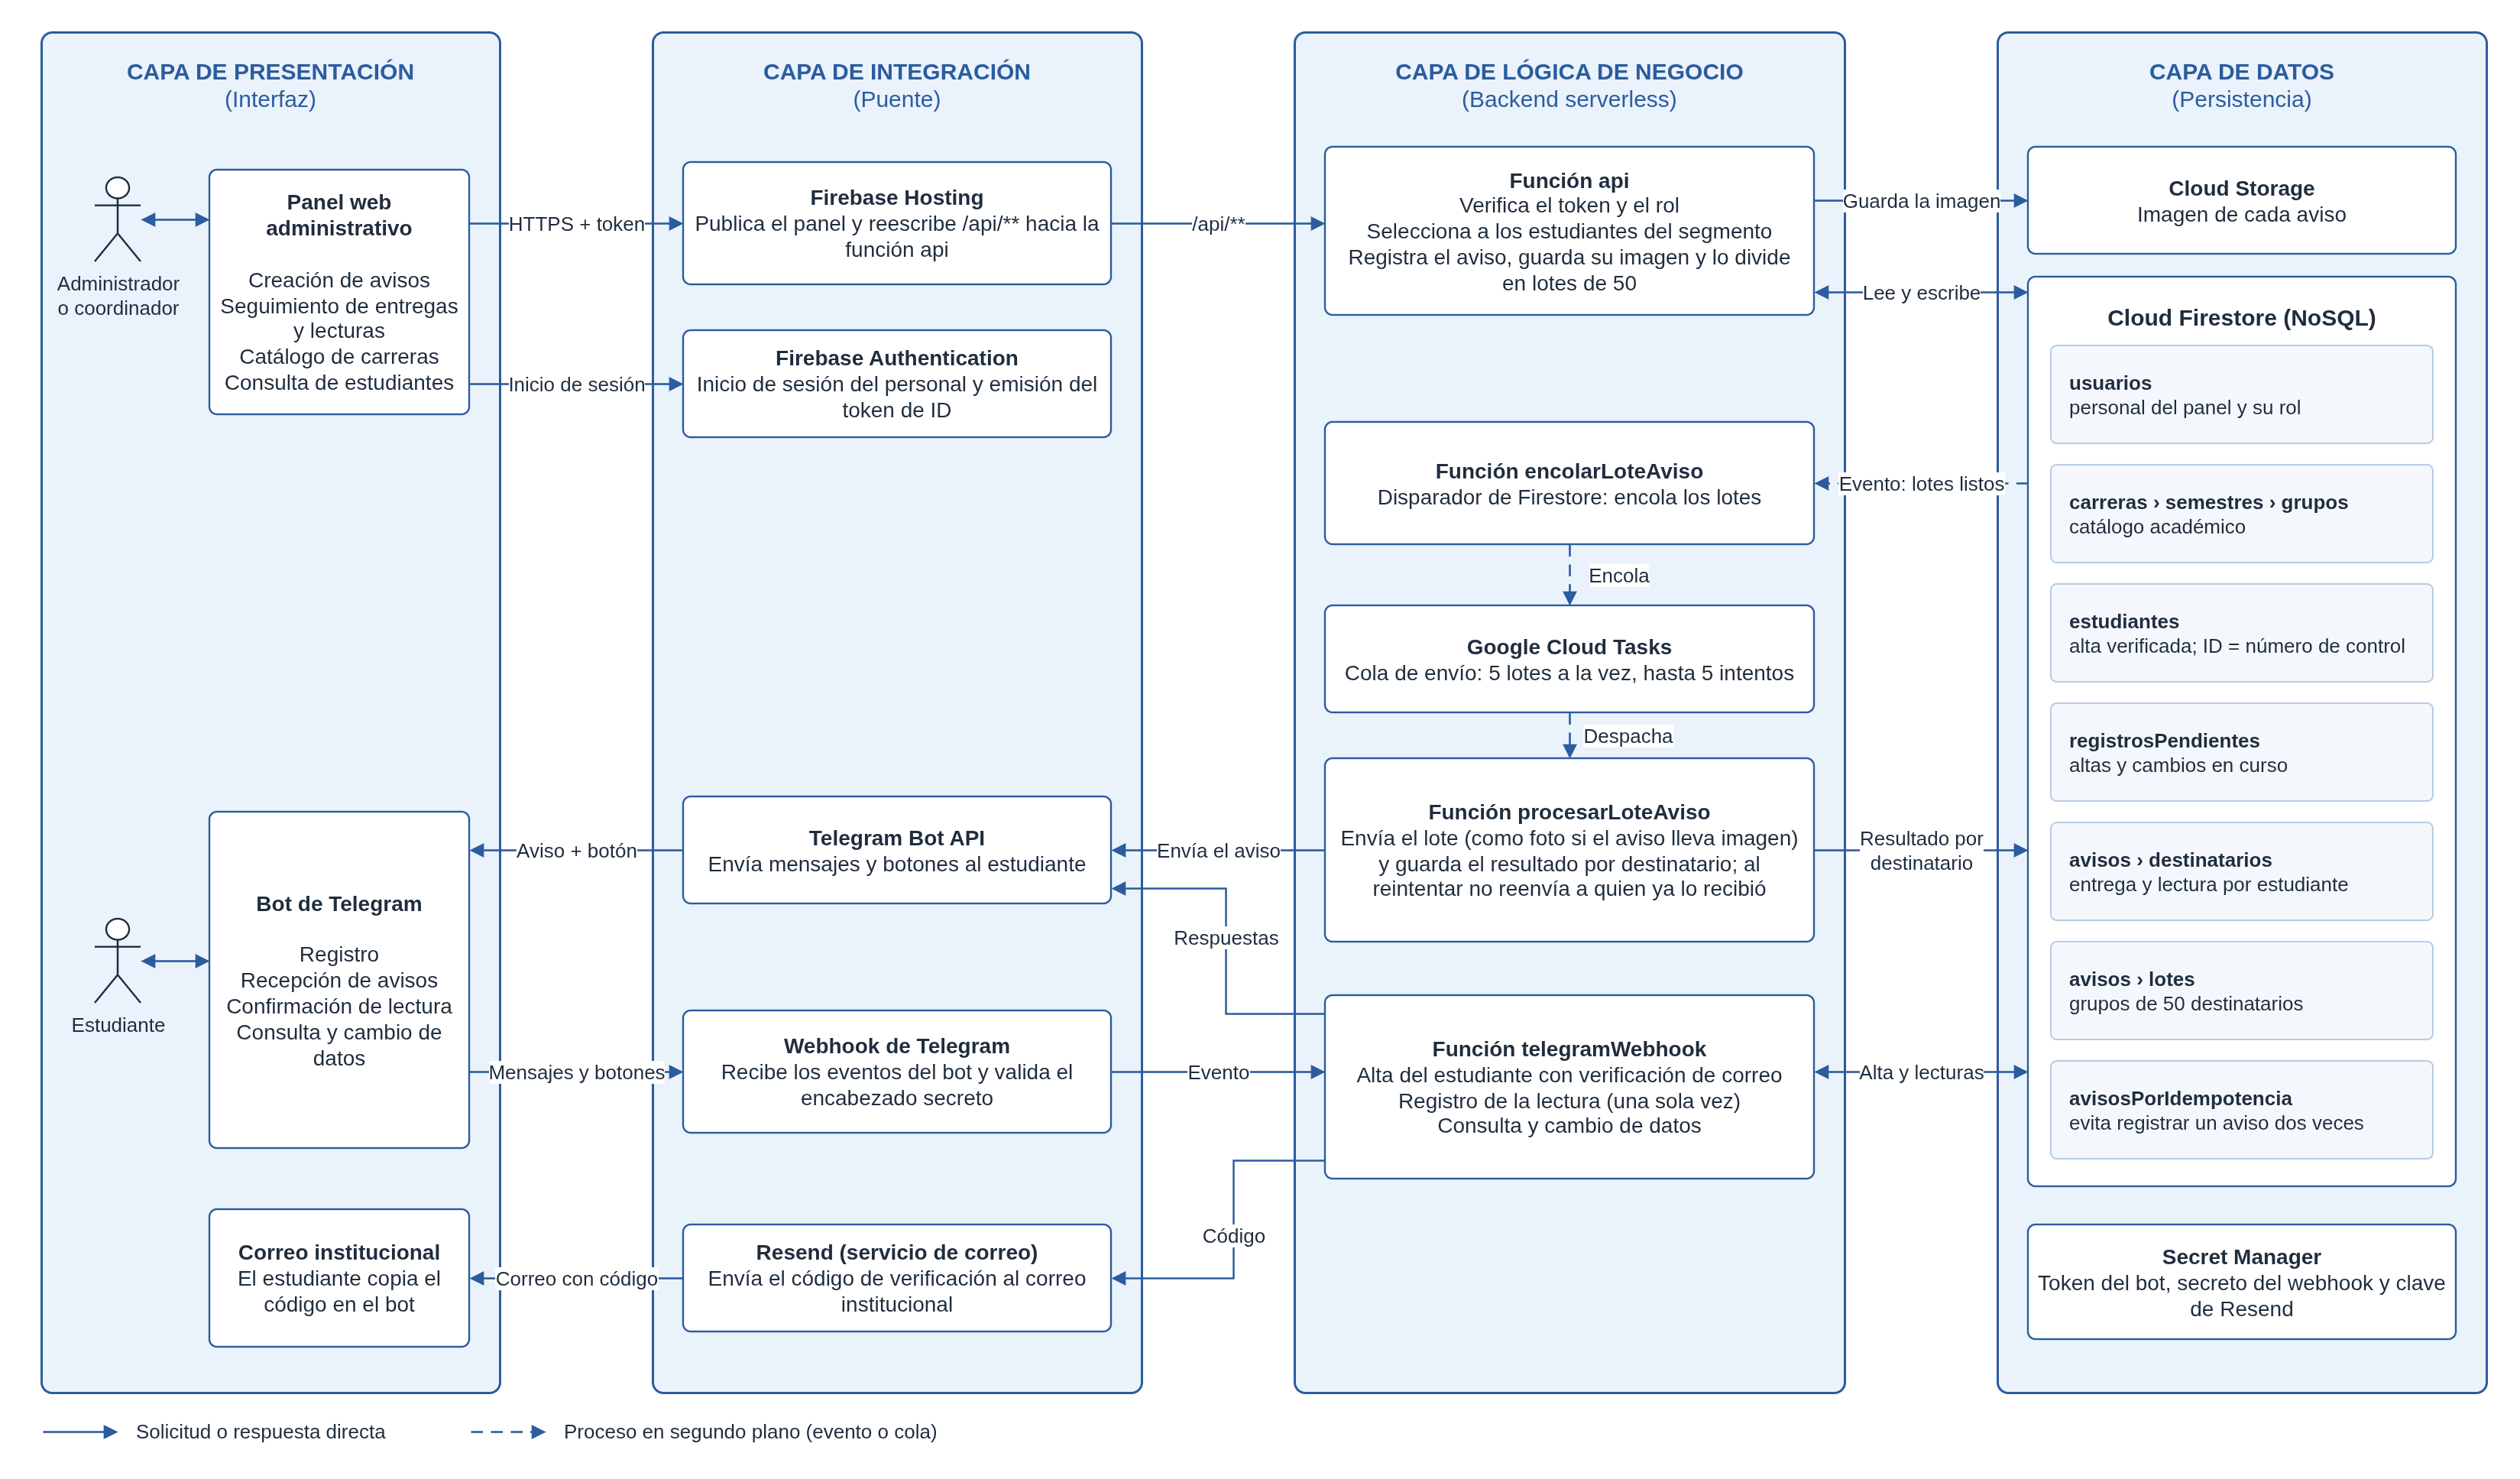 CAPA DE PRESENTACIÓN
(Interfaz)
Administrador
o coordinador
Panel web
administrativo
Creación de avisos
Seguimiento de entregas
y lecturas
Catálogo de carreras
Consulta de estudiantes
Estudiante
Bot de Telegram
Registro
Recepción de avisos
Confirmación de lectura
Consulta y cambio de
datos
Correo institucional
El estudiante copia el
código en el bot
HTTPS + token
Inicio de sesión
Aviso + botón
Mensajes y botones
Correo con código
CAPA DE INTEGRACIÓN
(Puente)
Firebase Hosting
Publica el panel y reescribe /api/** hacia la
función api
Firebase Authentication
Inicio de sesión del personal y emisión del
token de ID
Telegram Bot API
Envía mensajes y botones al estudiante
Webhook de Telegram
Recibe los eventos del bot y valida el
encabezado secreto
Resend (servicio de correo)
Envía el código de verificación al correo
institucional
/api/**
Envía el aviso
Respuestas
Evento
Código
CAPA DE LÓGICA DE NEGOCIO
(Backend serverless)
Función api
Verifica el token y el rol
Selecciona a los estudiantes del segmento
Registra el aviso, guarda su imagen y lo divide
en lotes de 50
Función encolarLoteAviso
Disparador de Firestore: encola los lotes
Encola
Google Cloud Tasks
Cola de envío: 5 lotes a la vez, hasta 5 intentos
Despacha
Función procesarLoteAviso
Envía el lote (como foto si el aviso lleva imagen)
y guarda el resultado por destinatario; al
reintentar no reenvía a quien ya lo recibió
Función telegramWebhook
Alta del estudiante con verificación de correo
Registro de la lectura (una sola vez)
Consulta y cambio de datos
Guarda la imagen
Lee y escribe
Evento: lotes listos
Resultado por
destinatario
Alta y lecturas
CAPA DE DATOS
(Persistencia)
Cloud Storage
Imagen de cada aviso
Cloud Firestore (NoSQL)
usuarios
personal del panel y su rol
carreras › semestres › grupos
catálogo académico
estudiantes
alta verificada; ID = número de control
registrosPendientes
altas y cambios en curso
avisos › destinatarios
entrega y lectura por estudiante
avisos › lotes
grupos de 50 destinatarios
avisosPorIdempotencia
evita registrar un aviso dos veces
Secret Manager
Token del bot, secreto del webhook y clave
de Resend
Solicitud o respuesta directa
Proceso en segundo plano (evento o cola)